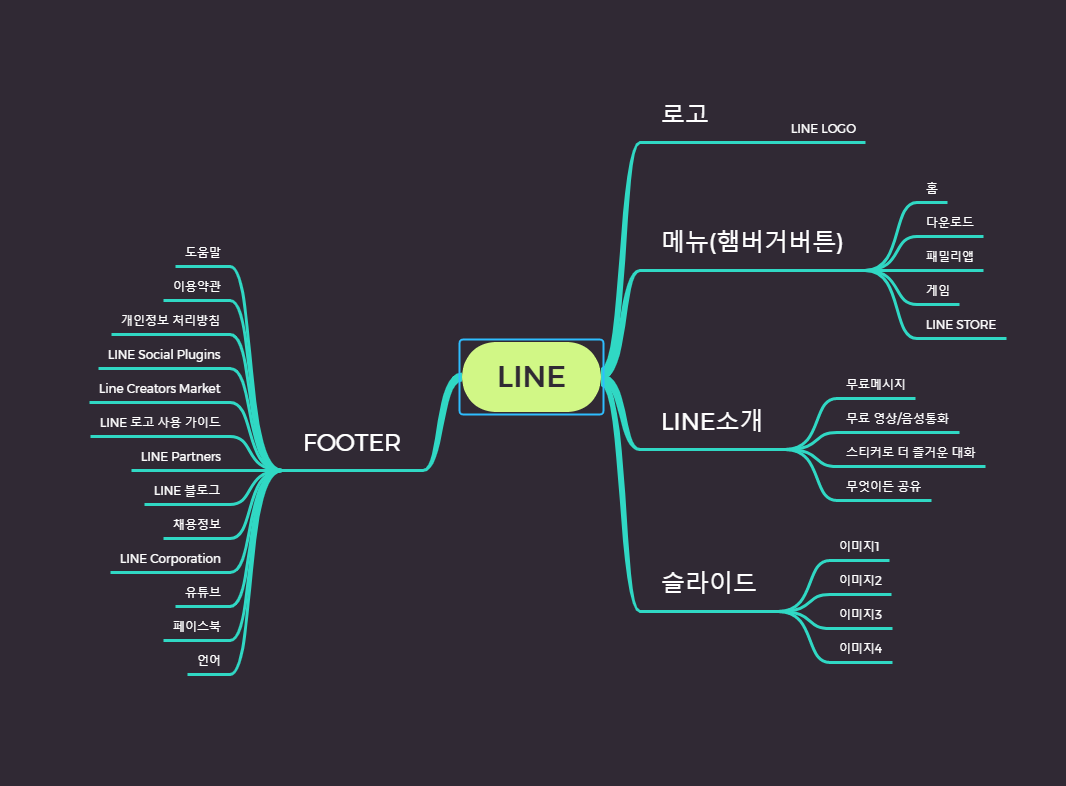 LINE
로고
LINE LOGO
메뉴(햄버거버튼)
홈
다운로드
패밀리앱
게임
LINE STORE
LINE소개
무료메시지
무료 영상/음성통화
스티커로 더 즐거운 대화
무엇이든 공유
슬라이드
이미지1
이미지2
이미지3
이미지4
FOOTER
도움말
이용약관
개인정보 처리방침
LINE Social Plugins
Line Creators Market
LINE 로고 사용 가이드
LINE Partners
LINE 블로그
채용정보
LINE Corporation
유튜브
페이스북
언어